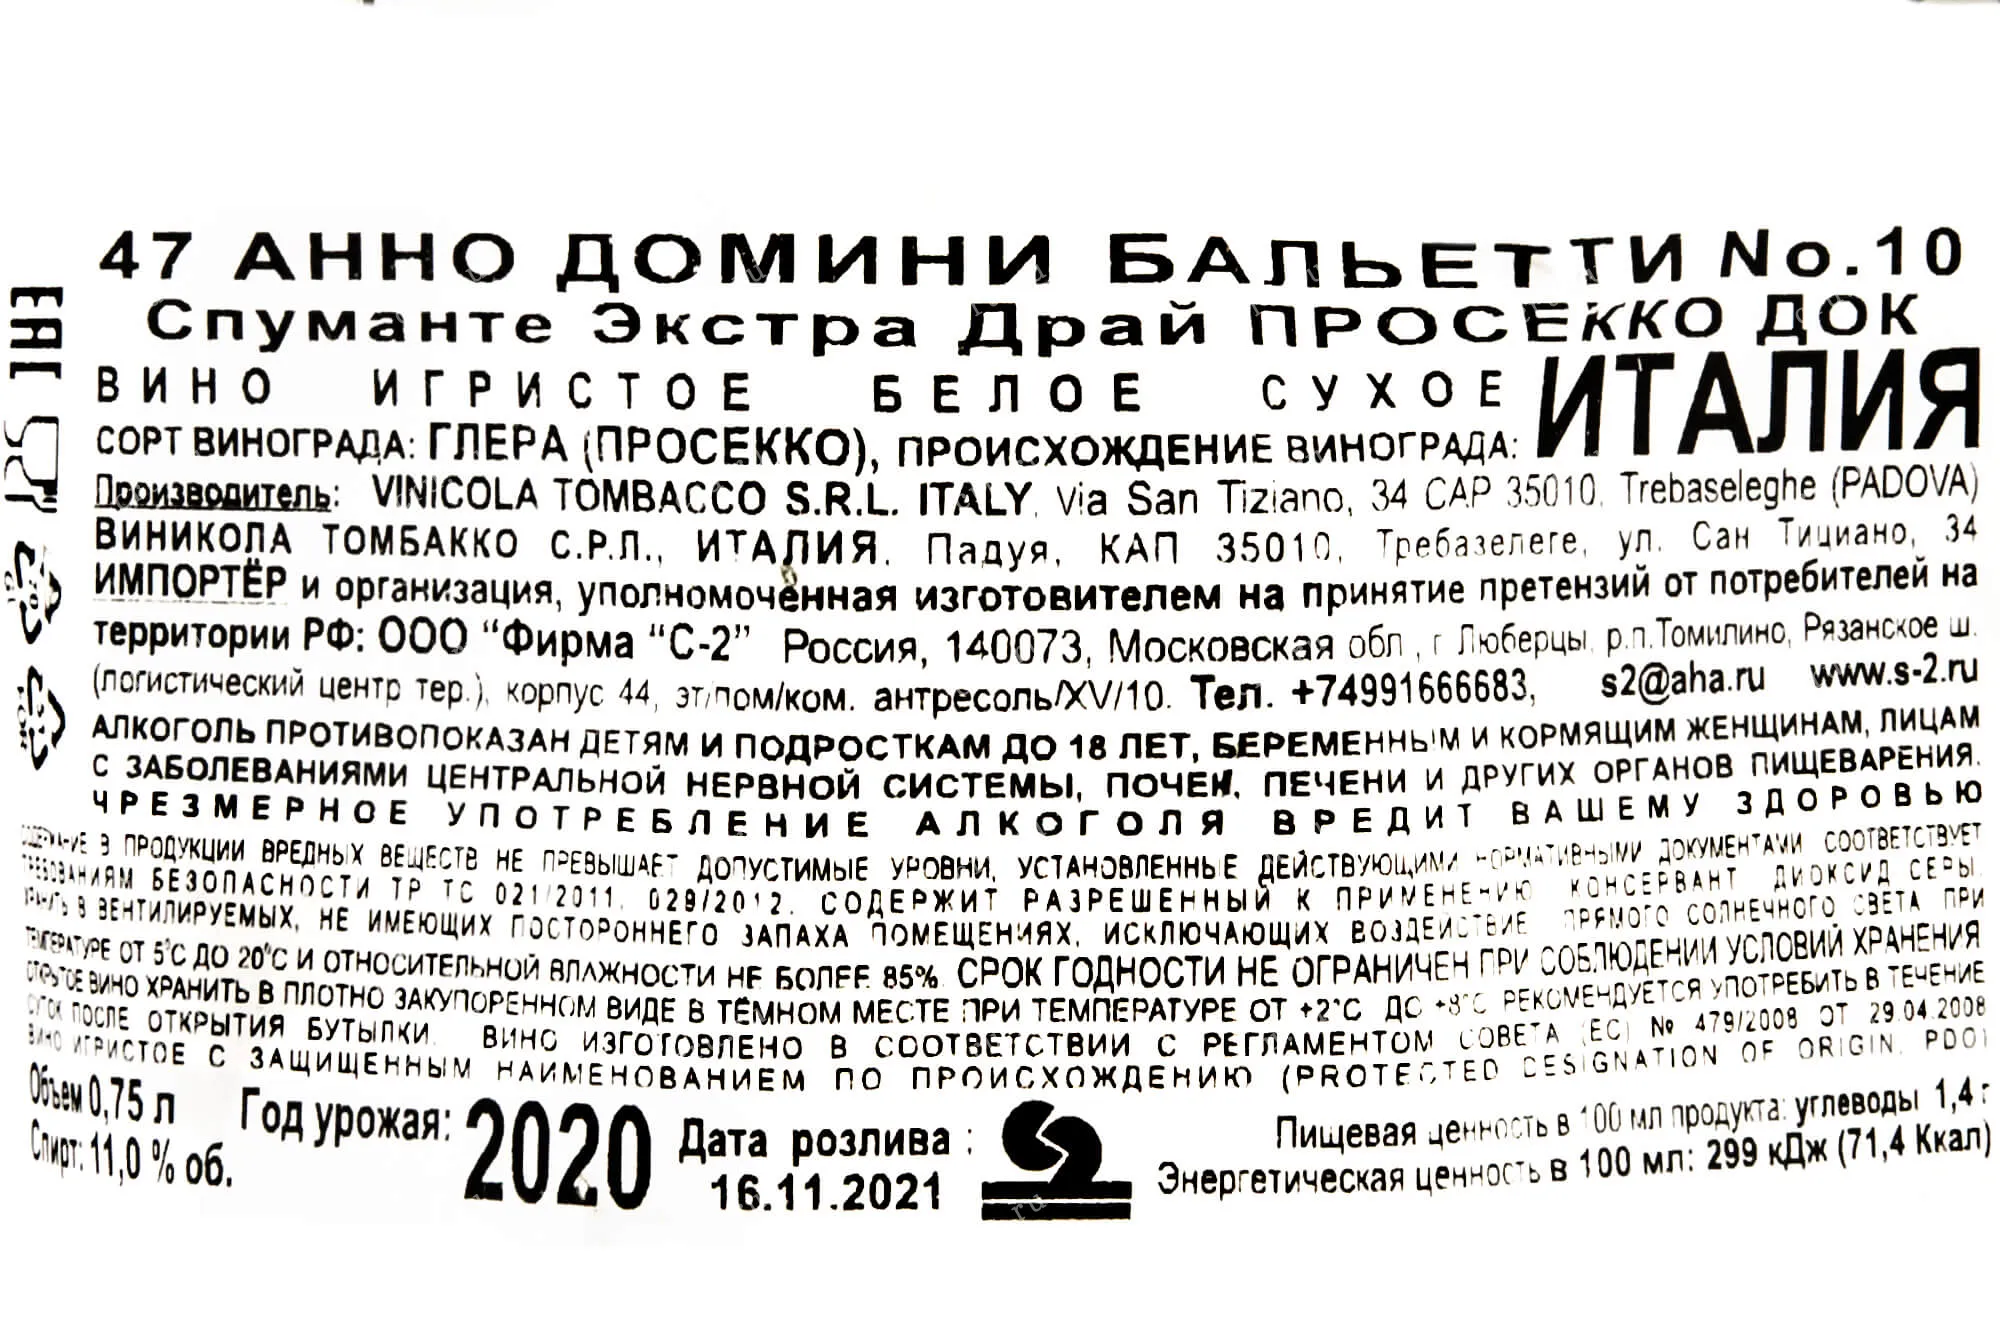 47 АННО ДОМИНИ БАЛЬЕТТИ No.10
Спуманте Экстра Драй ПРОСЕККО ДОК
ВИНО ИГРИСТОЕ БЕЛОЕ СУХОЕ ИТАЛИЯ
СОРТ ВИНОГРАДА: ГЛЕРА (ПРОСЕККО), ПРОИСХОЖДЕНИЕ ВИНОГРАДА:
Производитель: VINICOLA TOMBACCO S.R.L. ITALY, Via San Tiziano, 34 CAP 35010, Trebaseleghe (PADOVA)
ВИНИКОЛА ТОМБАККО С.Р.Л., ИТАЛИЯ, Падуя, КАП 35010, Требазелеге, ул. Сан Тициано, 34
ИМПОРТЁР и организация, уполномоченная изготовителем на принятие претензий от потребителей на
территории РФ: ООО “Фирма “С-2” Россия, 140073, Московская обл., г Люберцы, р.п.Томилино, Рязанское ш.
(логистический центр тер.), корпус 44, эт/пом/ком. антресоль/XV/10. Тел. +74991666683, s2@aha.ru www.s-2.ru
АЛКОГОЛЬ ПРОТИВОПОКАЗАН ДЕТЯМ И ПОДРОСТКАМ ДО 18 ЛЕТ, БЕРЕМЕННЫМ И КОРМЯЩИМ ЖЕНЩИНАМ, ЛИЦАМ
С ЗАБОЛЕВАНИЯМИ ЦЕНТРАЛЬНОЙ НЕРВНОЙ СИСТЕМЫ, ПОЧЕК, ПЕЧЕНИ И ДРУГИХ ОРГАНОВ ПИЩЕВАРЕНИЯ.
ЧРЕЗМЕРНОЕ УПОТРЕБЛЕНИЕ АЛКОГОЛЯ ВРЕДИТ ВАШЕМУ ЗДОРОВЬЮ
СОДЕРЖАНИЕ В ПРОДУКЦИИ ВРЕДНЫХ ВЕЩЕСТВ НЕ ПРЕВЫШАЕТ ДОПУСТИМЫЕ УРОВНИ, УСТАНОВЛЕННЫЕ ДЕЙСТВУЮЩИМИ НОРМАТИВНЫМИ ДОКУМЕНТАМИ СООТВЕТСТВУЕТ
ТРЕБОВАНИЯМ БЕЗОПАСНОСТИ ТР ТС 021/2011, 029/2012. СОДЕРЖИТ РАЗРЕШЕННЫЙ К ПРИМЕНЕНИЮ КОНСЕРВАНТ ДИОКСИД СЕРЫ.
ХРАНИТЬ В ВЕНТИЛИРУЕМЫХ, НЕ ИМЕЮЩИХ ПОСТОРОННЕГО ЗАПАХА ПОМЕЩЕНИЯХ, ИСКЛЮЧАЮЩИХ ВОЗДЕЙСТВИЕ ПРЯМОГО СОЛНЕЧНОГО СВЕТА ПРИ
ТЕМПЕРАТУРЕ ОТ 5°С ДО 20°С И ОТНОСИТЕЛЬНОЙ ВЛАЖНОСТИ НЕ БОЛЕЕ 85%. СРОК ГОДНОСТИ НЕ ОГРАНИЧЕН ПРИ СОБЛЮДЕНИИ УСЛОВИЙ ХРАНЕНИЯ
ОТКРЫТОЕ ВИНО ХРАНИТЬ В ПЛОТНО ЗАКУПОРЕННОМ ВИДЕ В ТЁМНОМ МЕСТЕ ПРИ ТЕМПЕРАТУРЕ ОТ +2°С ДО +8°С РЕКОМЕНДУЕТСЯ УПОТРЕБИТЬ В ТЕЧЕНИЕ
СУТОК ПОСЛЕ ОТКРЫТИЯ БУТЫЛКИ. ВИНО ИЗГОТОВЛЕНО В СООТВЕТСТВИИ С РЕГЛАМЕНТОМ СОВЕТА (ЕС) № 479/2008 ОТ 29.04.2008
ВИНО ИГРИСТОЕ С ЗАЩИЩЕННЫМ НАИМЕНОВАНИЕМ ПО ПРОИСХОЖДЕНИЮ (PROTECTED DESIGNATION OF ORIGIN, PDO)
Объем 0,75 л Год урожая: 2020 Дата розлива : Пищевая ценность в 100 мл продукта: углеводы 1,4 г
Спирт: 11,0 % об. 16.11.2021 Энергетическая ценность в 100 мл: 299 кДж (71,4 Ккал)
EAC